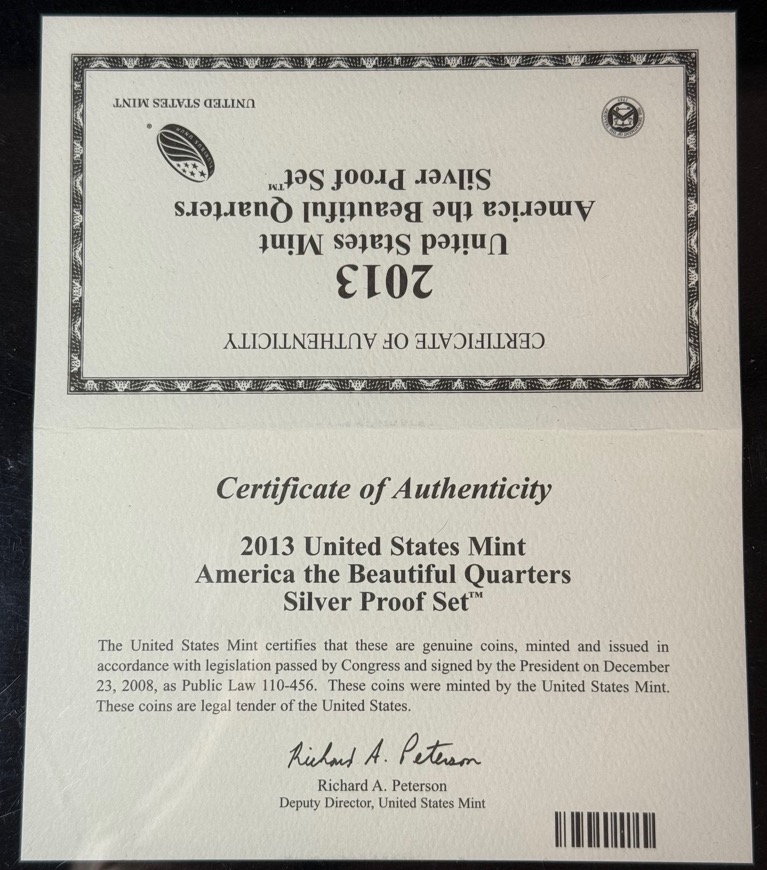 CERTIFICATE OF AUTHENTICITY
2013
United States Mint
America the Beautiful Quarters
Silver Proof Set™
UNITED STATES MINT
Certificate of Authenticity
2013 United States Mint
America the Beautiful Quarters
Silver Proof Set™
The United States Mint certifies that these are genuine coins, minted and issued in
accordance with legislation passed by Congress and signed by the President on December
23, 2008, as Public Law 110-456. These coins were minted by the United States Mint.
These coins are legal tender of the United States.
Richard A. Peterson
Richard A. Peterson
Deputy Director, United States Mint